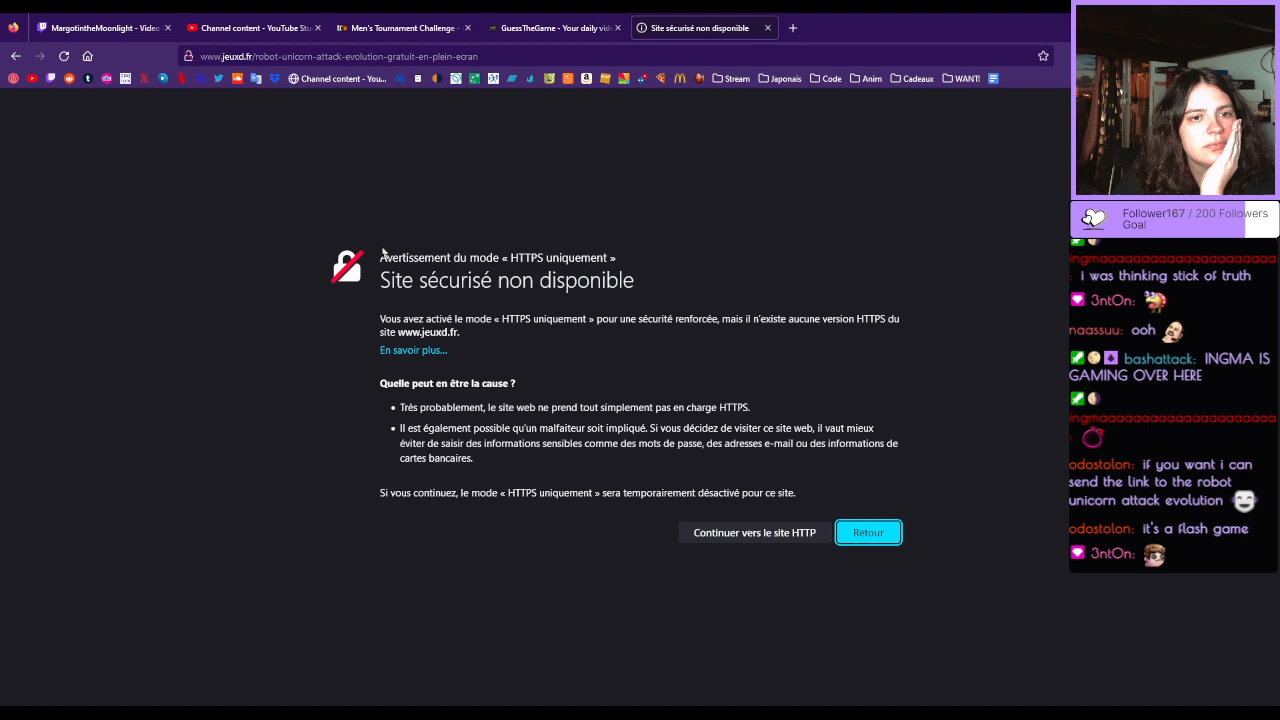 MargotintheMoonlight - Video
Channel content - YouTube Stu
Men's Tournament Challenge -
GuessTheGame - Your daily vide
Site sécurisé non disponible
www.jeuxd.fr/robot-unicorn-attack-evolution-gratuit-en-plein-ecran
Channel content - You...
Stream
Japonais
Code
Anim
Cadeaux
WANT!
Avertissement du mode « HTTPS uniquement »
Site sécurisé non disponible
Vous avez activé le mode « HTTPS uniquement » pour une sécurité renforcée, mais il n'existe aucune version HTTPS du
site www.jeuxd.fr.
En savoir plus...
Quelle peut en être la cause ?
• Très probablement, le site web ne prend tout simplement pas en charge HTTPS.
• Il est également possible qu'un malfaiteur soit impliqué. Si vous décidez de visiter ce site web, il vaut mieux
éviter de saisir des informations sensibles comme des mots de passe, des adresses e-mail ou des informations de
cartes bancaires.
Si vous continuez, le mode « HTTPS uniquement » sera temporairement désactivé pour ce site.
Continuer vers le site HTTP
Retour
Follower167 / 200 Followers
Goal
: i was thinking stick of truth
3ntOn:
naassuu: ooh
bashattack: INGMA IS
GAMING OVER HERE
:
odostolon: if you want i can
send the link to the robot
unicorn attack evolution
odostolon: it's a flash game
3ntOn: